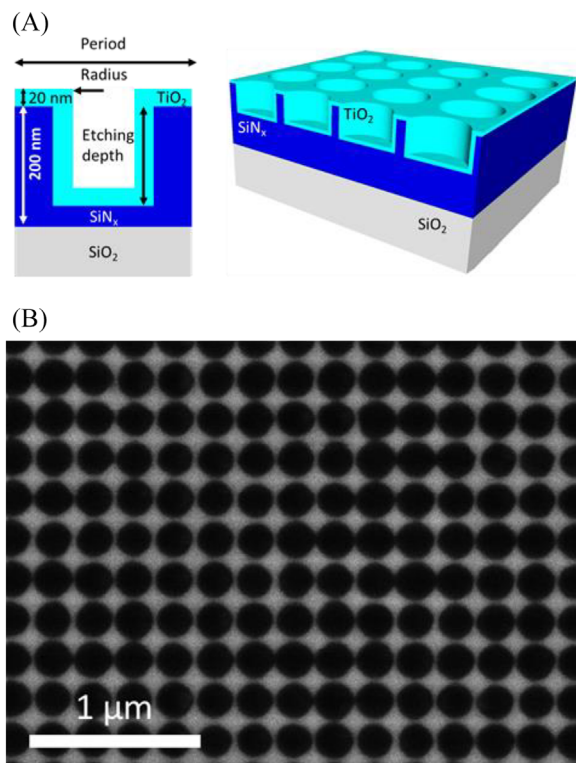 (A)
Period
Radius
20 nm
TiO₂
Etching
depth
200 nm
SiNₓ
SiO₂
TiO₂
SiNₓ
SiO₂
(B)
1 μm